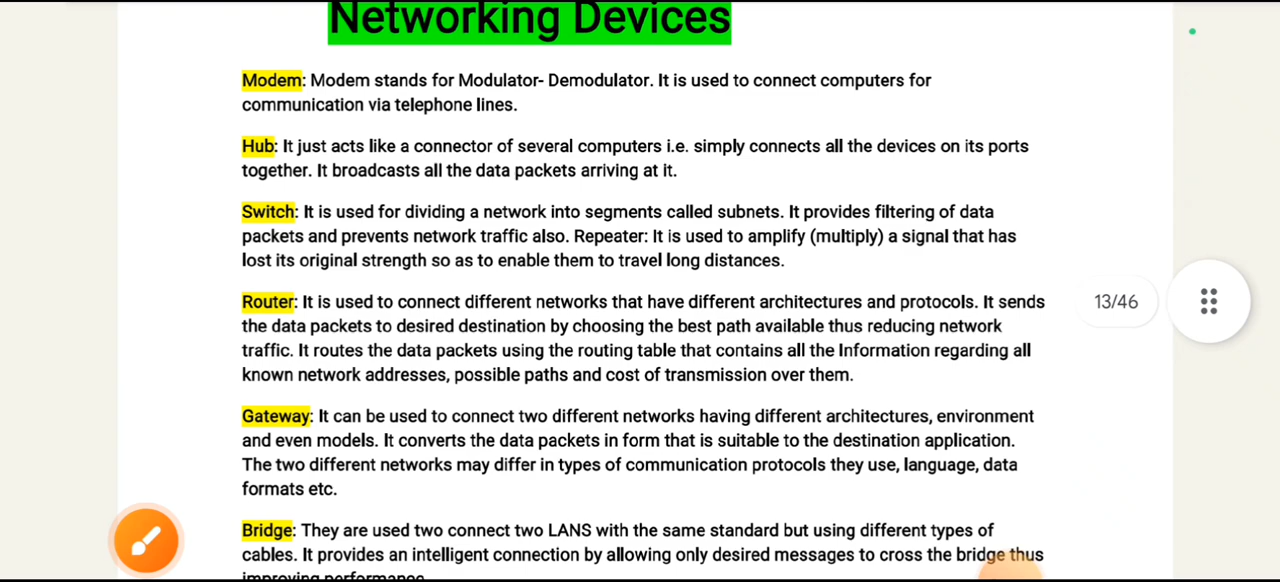 Networking Devices
Modem: Modem stands for Modulator- Demodulator. It is used to connect computers for
communication via telephone lines.
Hub: It just acts like a connector of several computers i.e. simply connects all the devices on its ports
together. It broadcasts all the data packets arriving at it.
Switch: It is used for dividing a network into segments called subnets. It provides filtering of data
packets and prevents network traffic also. Repeater: It is used to amplify (multiply) a signal that has
lost its original strength so as to enable them to travel long distances.
Router: It is used to connect different networks that have different architectures and protocols. It sends
the data packets to desired destination by choosing the best path available thus reducing network
traffic. It routes the data packets using the routing table that contains all the Information regarding all
known network addresses, possible paths and cost of transmission over them.
13/46
Gateway: It can be used to connect two different networks having different architectures, environment
and even models. It converts the data packets in form that is suitable to the destination application.
The two different networks may differ in types of communication protocols they use, language, data
formats etc.
Bridge: They are used two connect two LANS with the same standard but using different types of
cables. It provides an intelligent connection by allowing only desired messages to cross the bridge thus
improving performance